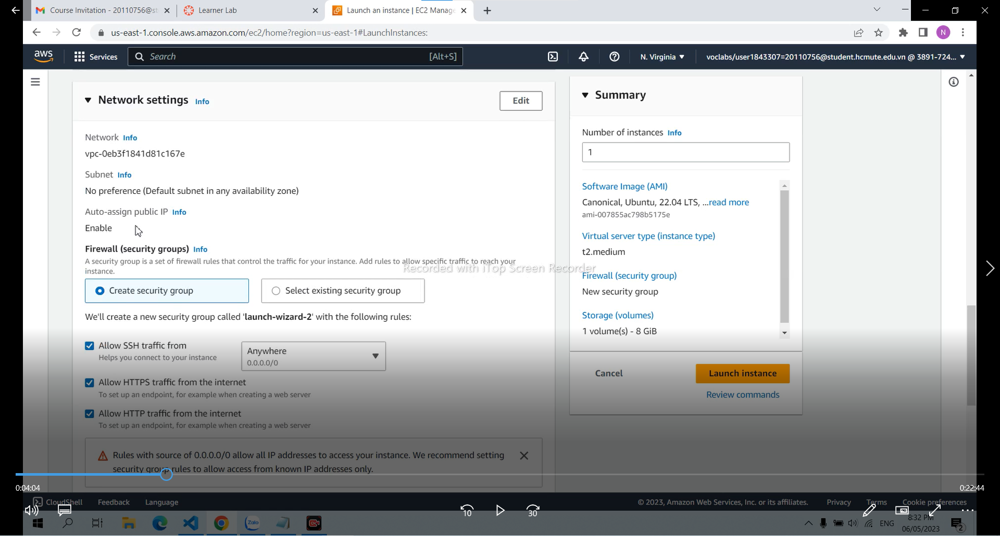 Course Invitation - 20110756@st
Learner Lab
Launch an instance | EC2 Manage
us-east-1.console.aws.amazon.com/ec2/home?region=us-east-1#LaunchInstances:
N
aws
Services
Search
[Alt+S]
N. Virginia
voclabs/user1843307=20110756@student.hcmute.edu.vn @ 3891-724...
Network settings Info
Edit
Network Info
vpc-0eb3f1841d81c167e
Subnet Info
No preference (Default subnet in any availability zone)
Auto-assign public IP Info
Enable
Firewall (security groups) Info
A security group is a set of firewall rules that control the traffic for your instance. Add rules to allow specific traffic to reach your
instance.
Create security group
Select existing security group
We'll create a new security group called 'launch-wizard-2' with the following rules:
Allow SSH traffic from
Helps you connect to your instance
Anywhere
0.0.0.0/0
Allow HTTPS traffic from the internet
To set up an endpoint, for example when creating a web server
Allow HTTP traffic from the internet
To set up an endpoint, for example when creating a web server
Rules with source of 0.0.0.0/0 allow all IP addresses to access your instance. We recommend setting
security group rules to allow access from known IP addresses only.
Summary
Number of instances Info
1
Software Image (AMI)
Canonical, Ubuntu, 22.04 LTS, ...read more
ami-007855ac798b5175e
Virtual server type (instance type)
t2.medium
Recorded with iTop Screen Recorder
Firewall (security group)
New security group
Storage (volumes)
1 volume(s) - 8 GiB
Cancel
Launch instance
Review commands
0:04:04
0:22:44
CloudShell
Feedback
Language
© 2023, Amazon Web Services, Inc. or its affiliates.
Privacy
Terms
Cookie preferences
10
30
Zalo
ENG
8:32 PM
06/05/2023
2